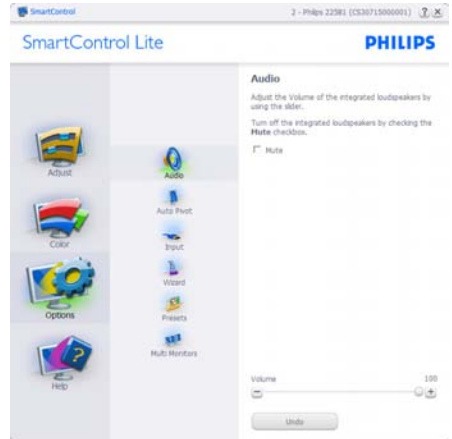 SmartControl
2 - Philips 225B1 (CS30715000001)
SmartControl Lite
PHILIPS
Adjust
Color
Options
Help
Audio
Auto Pivot
Input
Wizard
Presets
Multi Monitors
Audio
Adjust the Volume of the integrated loudspeakers by
using the slider.
Turn off the integrated loudspeakers by checking the
Mute checkbox.
Mute
Volume
100
Undo